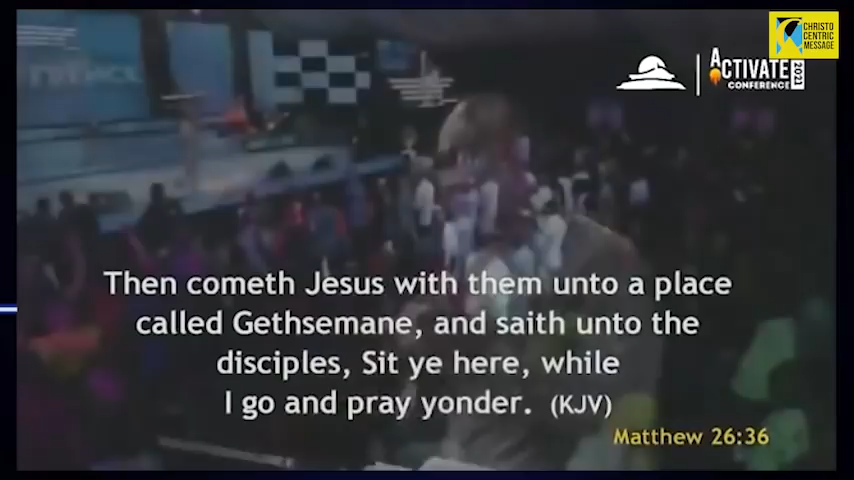 CHRISTO
CENTRIC
MESSAGE
ACTIVATE
2021
CONFERENCE
Then cometh Jesus with them unto a place
called Gethsemane, and saith unto the
disciples, Sit ye here, while
I go and pray yonder. (KJV)
Matthew 26:36